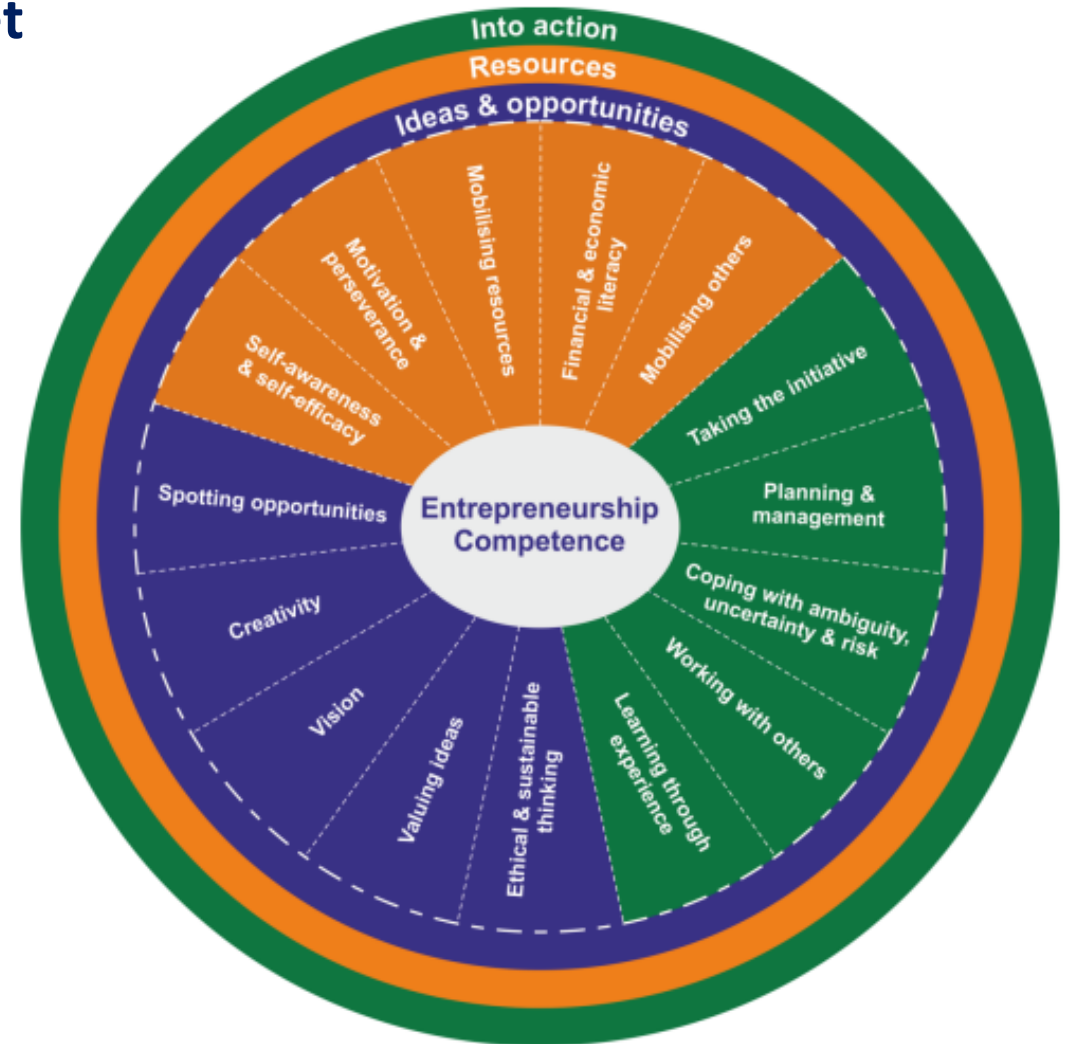 Into action
Resources
Ideas & opportunities
Self-awareness
& self-efficacy
Motivation &
perseverance
Mobilising resources
Financial & economic
literacy
Mobilising others
Taking the initiative
Planning &
management
Coping with ambiguity,
uncertainty & risk
Working with others
Learning through
experience
Ethical & sustainable
thinking
Valuing ideas
Vision
Creativity
Spotting opportunities
Entrepreneurship
Competence